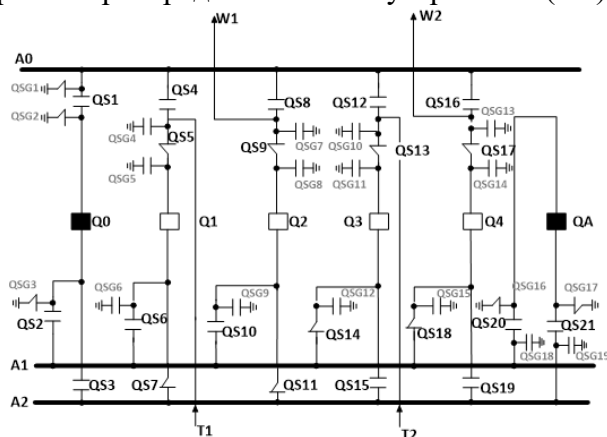 W1 W2
A0
QSG1 QS1 QS4 QS8 QS12 QS16
QSG2 QSG4 QS5 QSG7 QSG10 QSG13
QS9 QS13 QS17
QSG5 QSG8 QSG11 QSG14
Q0 Q1 Q2 Q3 Q4 QA
QSG3 QSG6 QSG9 QSG12 QSG15 QSG16 QSG17
QS2 QS6 QS10 QS14 QS18 QS20 QS21
A1 QSG18 QSG19
QS3 QS7 QS11 QS15 QS19
A2
T1 T2